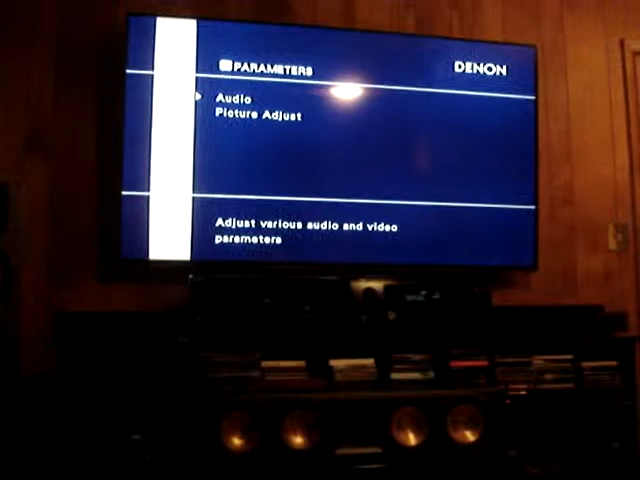 PARAMETERS
DENON
Audio
Picture Adjust
Adjust various audio and video
parameters